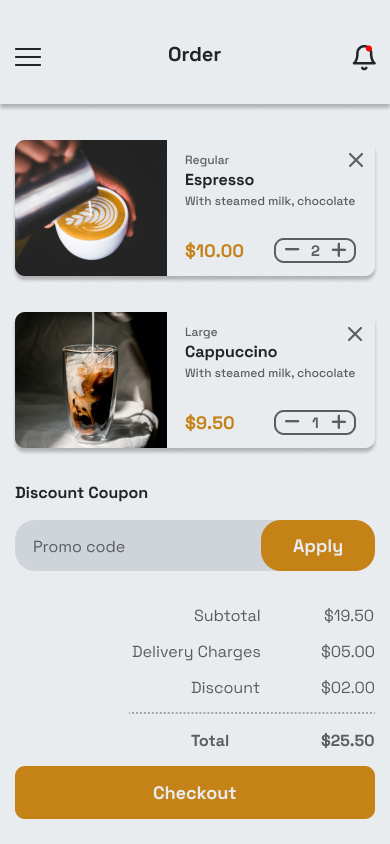 Order
Regular
Espresso
With steamed milk, chocolate
$10.00
2
Large
Cappuccino
With steamed milk, chocolate
$9.50
1
Discount Coupon
Promo code
Apply
Subtotal $19.50
Delivery Charges $05.00
Discount $02.00
Total $25.50
Checkout